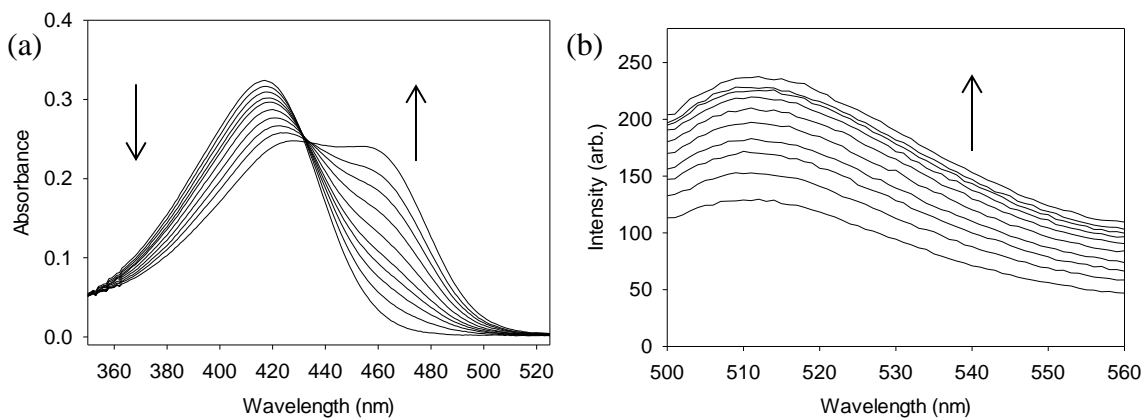 (a)
Absorbance
0.4
0.3
0.2
0.1
0.0
360 380 400 420 440 460 480 500 520
Wavelength (nm)
(b)
Intensity (arb.)
250
200
150
100
50
0
500 510 520 530 540 550 560
Wavelength (nm)